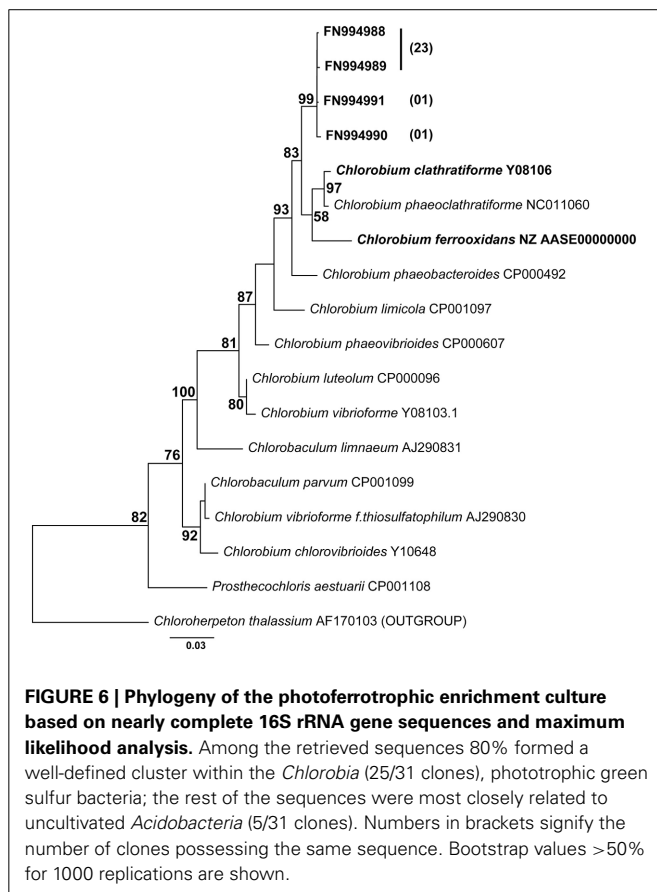 FN994988
(23)
FN994989
99
FN994991 (01)
FN994990 (01)
83
Chlorobium clathratiforme Y08106
97
Chlorobium phaeoclathratiforme NC011060
58
93
Chlorobium ferrooxidans NZ AASE00000000
Chlorobium phaeobacteroides CP000492
87
Chlorobium limicola CP001097
81
Chlorobium phaeovibrioides CP000607
Chlorobium luteolum CP000096
100
80
Chlorobium vibrioforme Y08103.1
Chlorobaculum limnaeum AJ290831
76
Chlorobaculum parvum CP001099
82
Chlorobium vibrioforme f.thiosulfatophilum AJ290830
92
Chlorobium chlorovibrioides Y10648
Prosthecochloris aestuarii CP001108
Chloroherpeton thalassium AF170103 (OUTGROUP)
0.03
FIGURE 6 | Phylogeny of the photoferrotrophic enrichment culture
based on nearly complete 16S rRNA gene sequences and maximum
likelihood analysis. Among the retrieved sequences 80% formed a
well-defined cluster within the Chlorobia (25/31 clones), phototrophic green
sulfur bacteria; the rest of the sequences were most closely related to
uncultivated Acidobacteria (5/31 clones). Numbers in brackets signify the
number of clones possessing the same sequence. Bootstrap values >50%
for 1000 replications are shown.